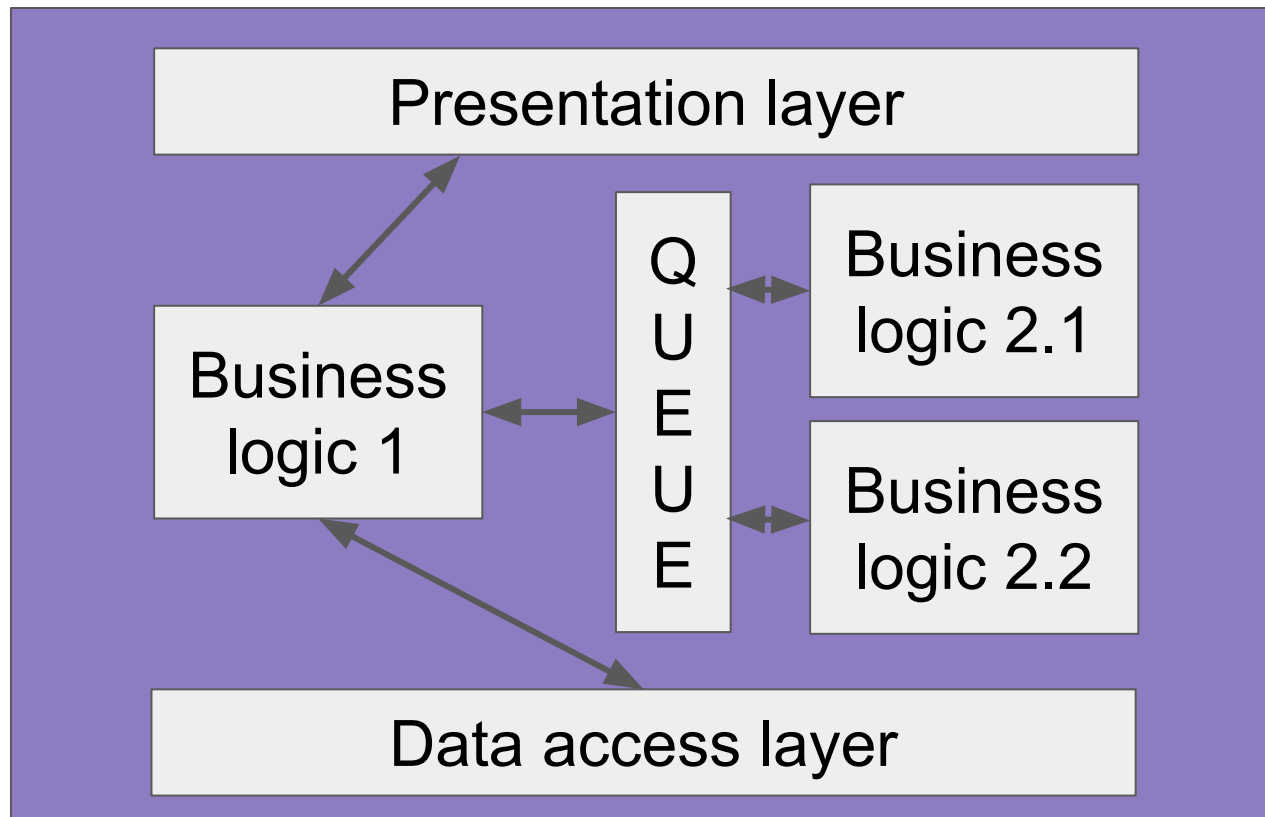 Presentation layer
Business
logic 1
Q
U
E
U
E
Business
logic 2.1
Business
logic 2.2
Data access layer